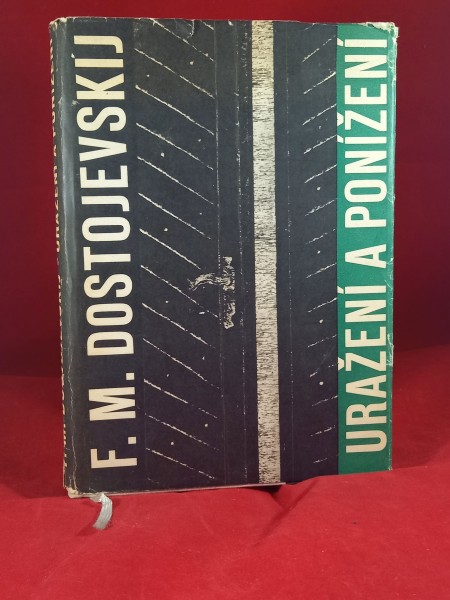 F. M. DOSTOJEVSKIJ
URAŽENÍ A PONÍŽENÍ